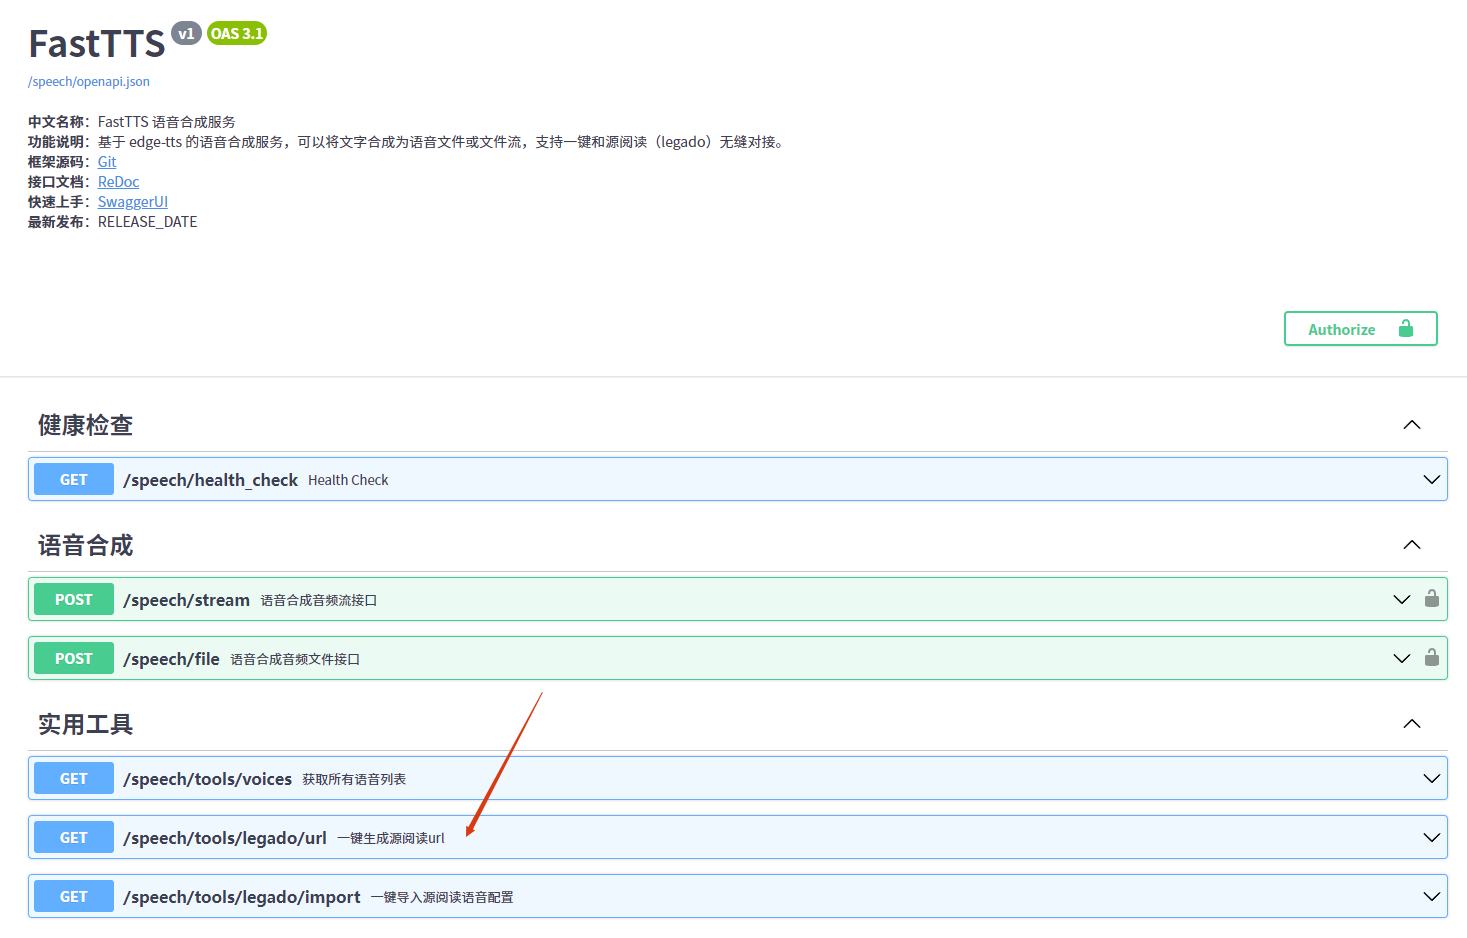 FastTTS v1 OAS 3.1
/speech/openapi.json
中文名称：FastTTS 语音合成服务
功能说明：基于 edge-tts 的语音合成服务，可以将文字合成为语音文件或文件流，支持一键和源阅读（legado）无缝对接。
框架源码：Git
接口文档：ReDoc
快速上手：SwaggerUI
最新发布：RELEASE_DATE
Authorize
健康检查
GET /speech/health_check Health Check
语音合成
POST /speech/stream 语音合成音频流接口
POST /speech/file 语音合成音频文件接口
实用工具
GET /speech/tools/voices 获取所有语音列表
GET /speech/tools/legado/url 一键生成源阅读url
GET /speech/tools/legado/import 一键导入源阅读语音配置